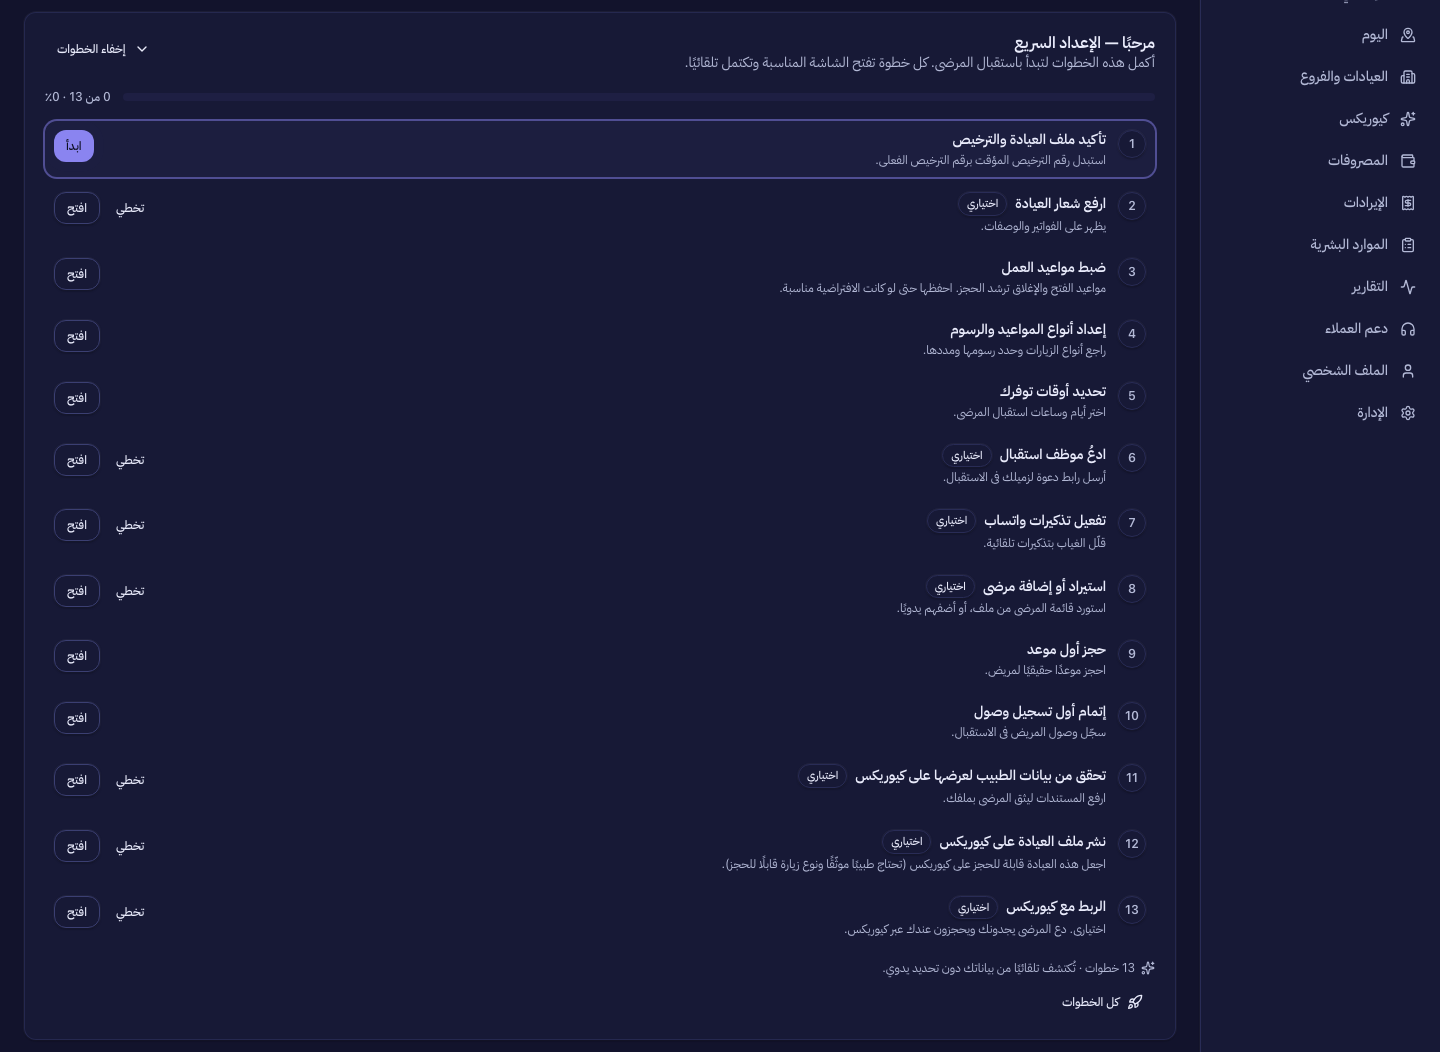 اليوم
العيادات والفروع
كيوريكس
المصروفات
الإيرادات
الموارد البشرية
التقارير
دعم العملاء
الملف الشخصي
الإدارة
مرحبًا — الإعداد السريع
إخفاء الخطوات
أكمل هذه الخطوات لتبدأ باستقبال المرضى. كل خطوة تفتح الشاشة المناسبة وتكتمل تلقائيًا.
0 من 13 · 0٪
1 تأكيد ملف العيادة والترخيص ابدأ
استبدل رقم الترخيص المؤقت برقم الترخيص الفعلي.
2 ارفع شعار العيادة اختياري تخطي افتح
يظهر على الفواتير والوصفات.
3 ضبط مواعيد العمل افتح
مواعيد الفتح والإغلاق ترشد الحجز. احفظها حتى لو كانت الافتراضية مناسبة.
4 إعداد أنواع المواعيد والرسوم افتح
راجع أنواع الزيارات وحدد رسومها ومددها.
5 تحديد أوقات توفرك افتح
اختر أيام وساعات استقبال المرضى.
6 ادعُ موظف استقبال اختياري تخطي افتح
أرسل رابط دعوة لزميلك في الاستقبال.
7 تفعيل تذكيرات واتساب اختياري تخطي افتح
قلّل الغياب بتذكيرات تلقائية.
8 استيراد أو إضافة مرضى اختياري تخطي افتح
استورد قائمة المرضى من ملف، أو أضفهم يدويًا.
9 حجز أول موعد افتح
احجز موعدًا حقيقيًا لمريض.
10 إتمام أول تسجيل وصول افتح
سجّل وصول المريض في الاستقبال.
11 تحقق من بيانات الطبيب لعرضها على كيوريكس اختياري تخطي افتح
ارفع المستندات ليثق المرضى بملفك.
12 نشر ملف العيادة على كيوريكس اختياري تخطي افتح
اجعل هذه العيادة قابلة للحجز على كيوريكس (تحتاج طبيبًا موثّقًا ونوع زيارة قابلًا للحجز).
13 الربط مع كيوريكس اختياري تخطي افتح
اختياري. دع المرضى يجدونك ويحجزون عندك عبر كيوريكس.
13 خطوات · تُكتشف تلقائيًا من بياناتك دون تحديد يدوي.
كل الخطوات